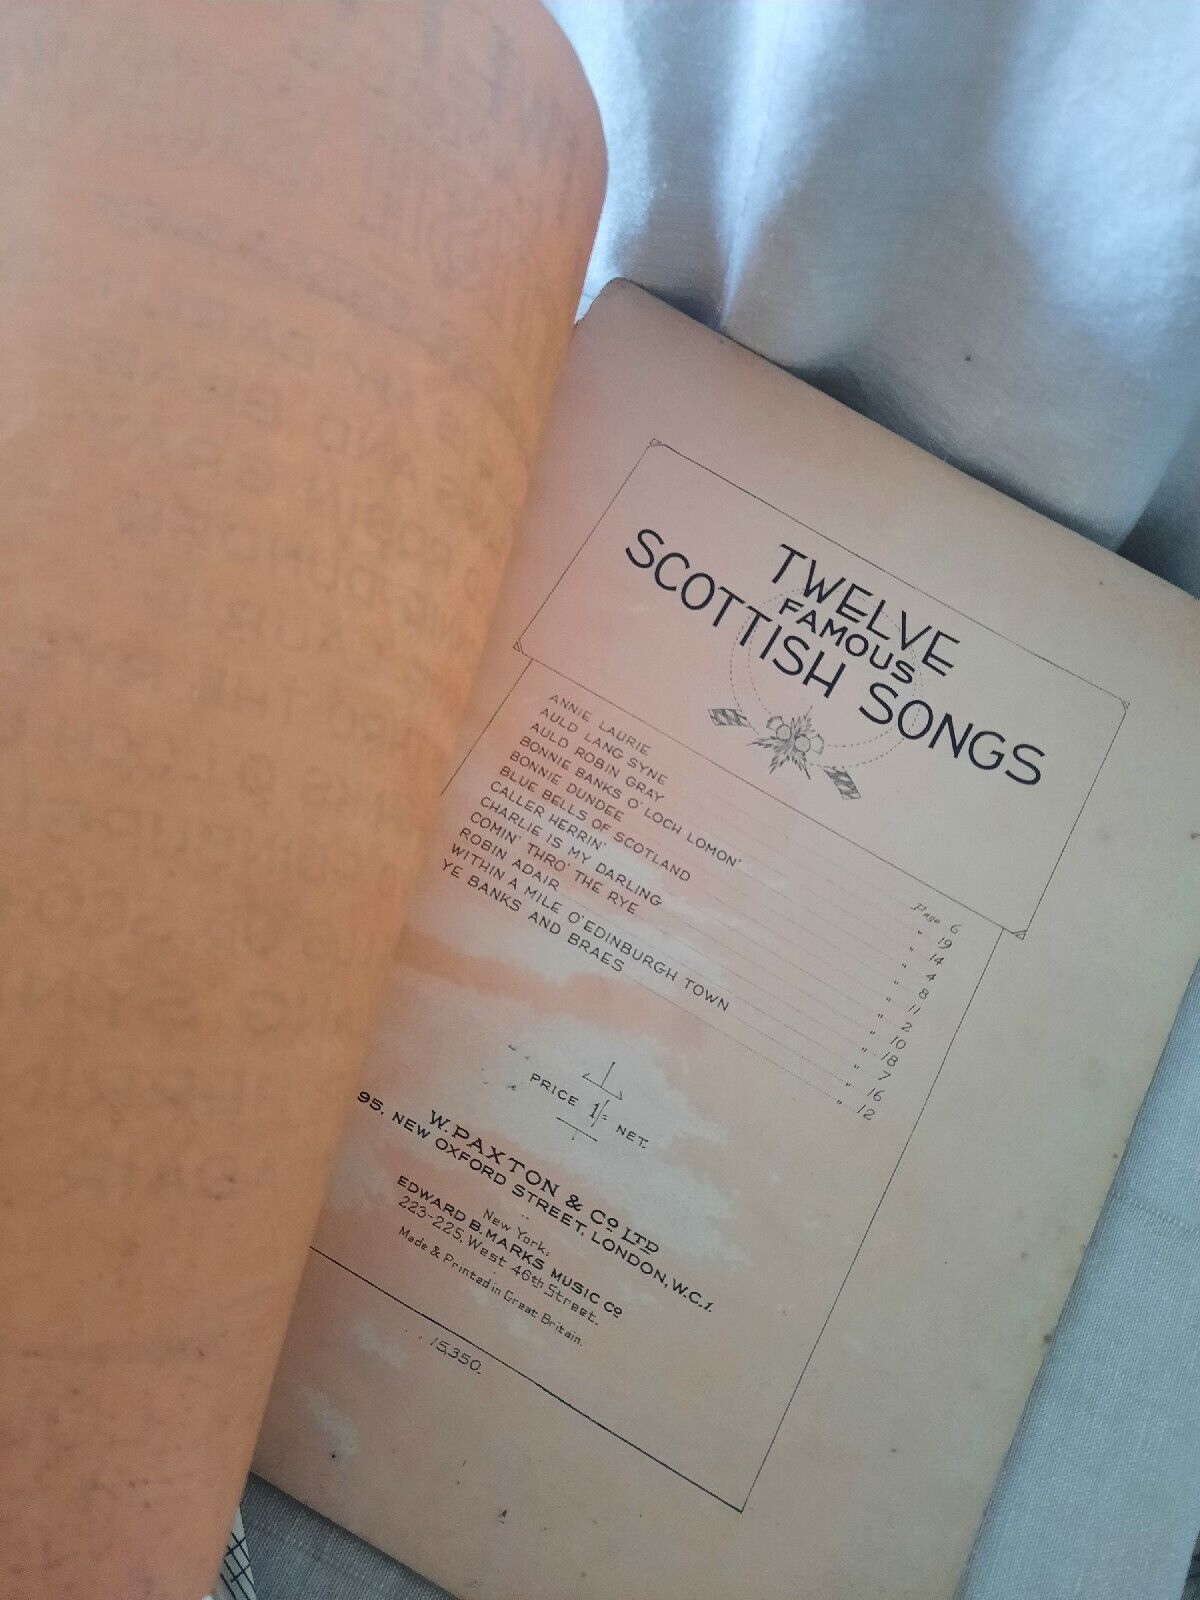 TWELVE
FAMOUS
SCOTTISH SONGS
ANNIE LAURIE Page 6
AULD LANG SYNE " 19
AULD ROBIN GRAY " 14
BONNIE BANKS O' LOCH LOMON' " 4
BONNIE DUNDEE " 8
BLUE BELLS OF SCOTLAND " 11
CALLER HERRIN' " 2
CHARLIE IS MY DARLING " 10
COMIN' THRO' THE RYE " 18
ROBIN ADAIR " 7
WITHIN A MILE O' EDINBURGH TOWN " 16
YE BANKS AND BRAES " 12
PRICE 1/= NET.
W. PAXTON & Co LTD
95, NEW OXFORD STREET, LONDON, W.C.1.
New York:
EDWARD B. MARKS MUSIC Co
223-225, West 46th Street.
Made & Printed in Great Britain.
15,350.